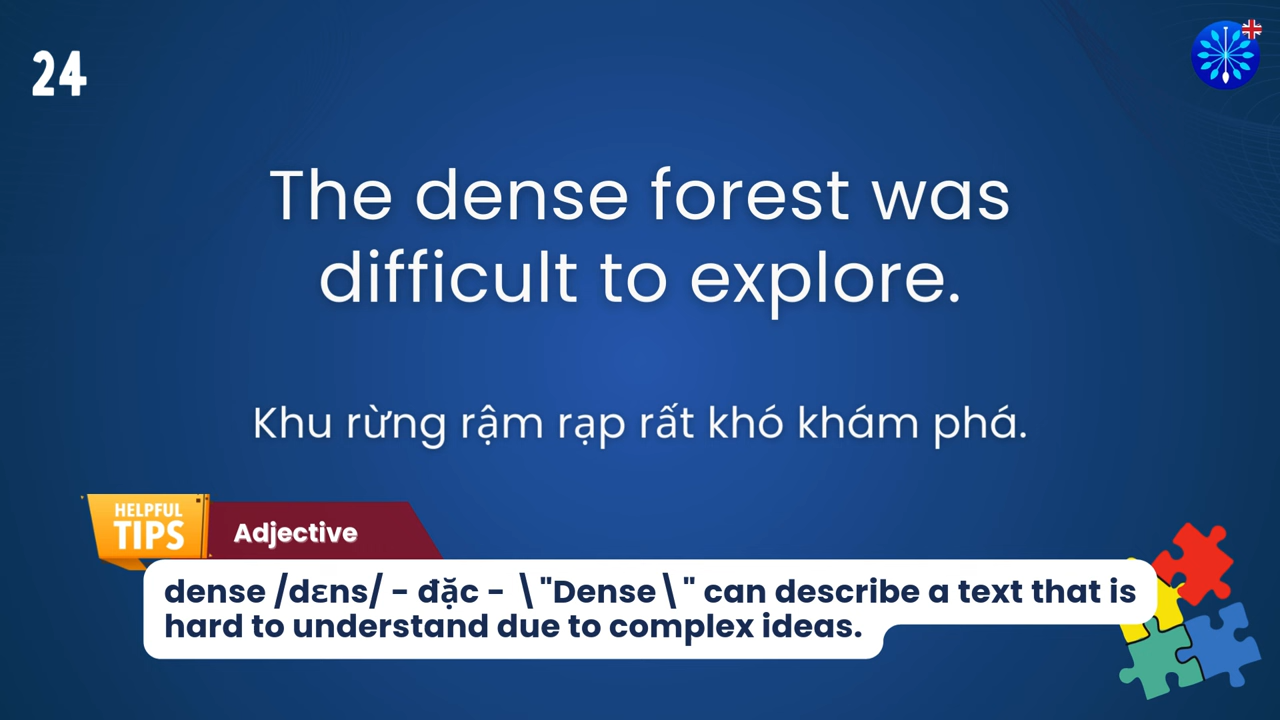 24
The dense forest was
difficult to explore.
Khu rừng rậm rạp rất khó khám phá.
HELPFUL
TIPS
Adjective
dense /dɛns/ - đặc - \"Dense\" can describe a text that is
hard to understand due to complex ideas.